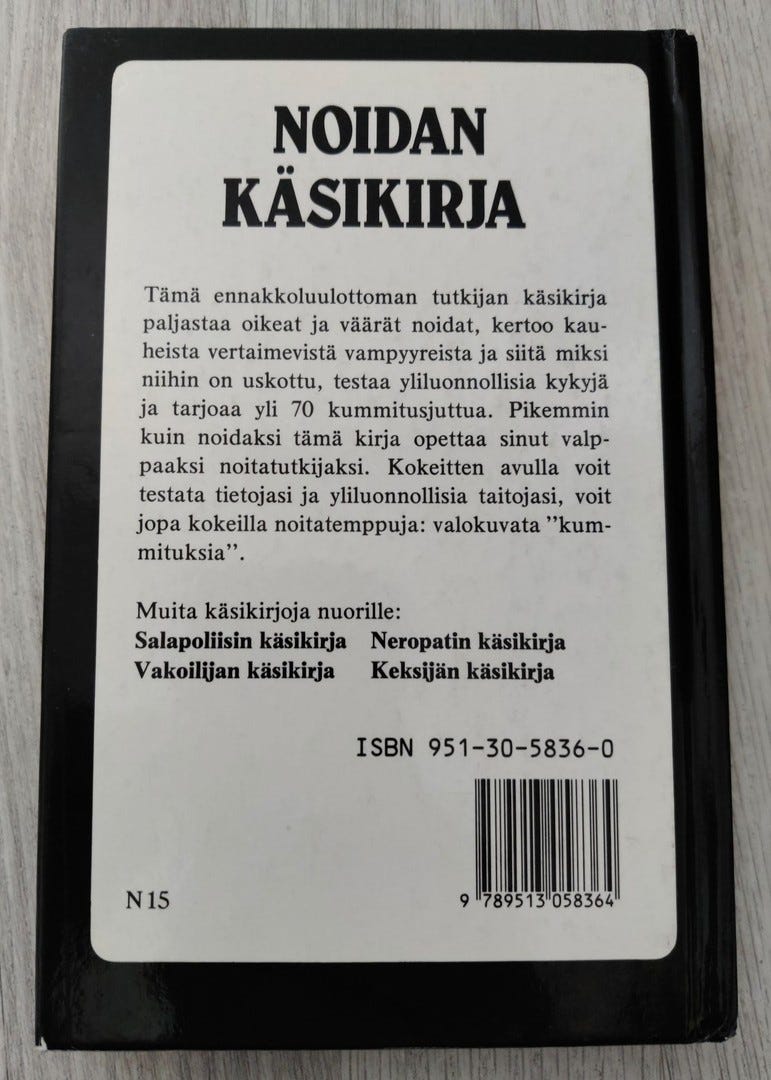 NOIDAN
KÄSIKIRJA
Tämä ennakkoluulottoman tutkijan käsikirja
paljastaa oikeat ja väärät noidat, kertoo kau-
heista vertaimevistä vampyyreista ja siitä miksi
niihin on uskottu, testaa yliluonnollisia kykyjä
ja tarjoaa yli 70 kummitusjuttua. Pikemmin
kuin noidaksi tämä kirja opettaa sinut valp-
paaksi noitatutkijaksi. Kokeitten avulla voit
testata tietojasi ja yliluonnollisia taitojasi, voit
jopa kokeilla noitatemppuja: valokuvata ”kum-
mituksia”.
Muita käsikirjoja nuorille:
Salapoliisin käsikirja Neropatin käsikirja
Vakoilijan käsikirja Keksijän käsikirja
ISBN 951-30-5836-0
N 15
9 789513 058364